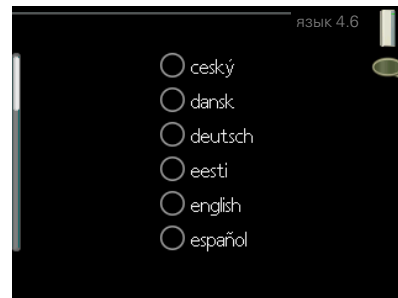 язык 4.6
ceský
dansk
deutsch
eesti
english
español